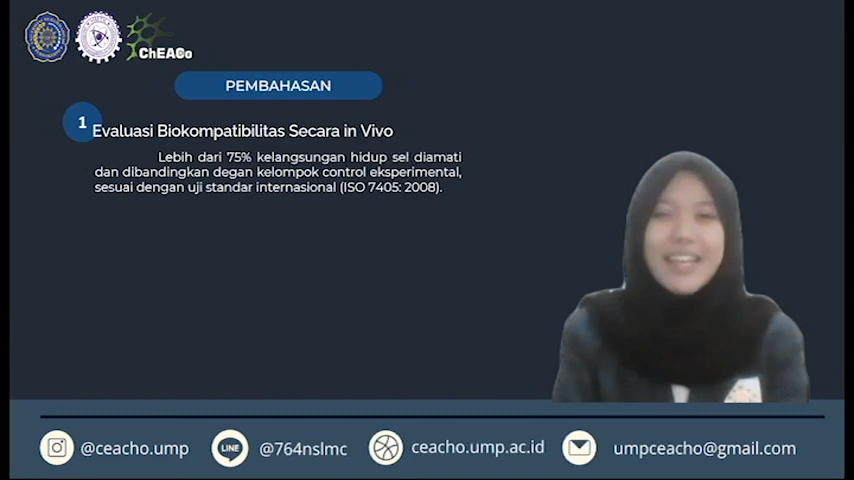 ChEACo
PEMBAHASAN
1
Evaluasi Biokompatibilitas Secara in Vivo
Lebih dari 75% kelangsungan hidup sel diamati
dan dibandingkan degan kelompok control eksperimental,
sesuai dengan uji standar internasional (ISO 7405: 2008).
@ceacho.ump
LINE
@764nslmc
ceacho.ump.ac.id
umpceacho@gmail.com